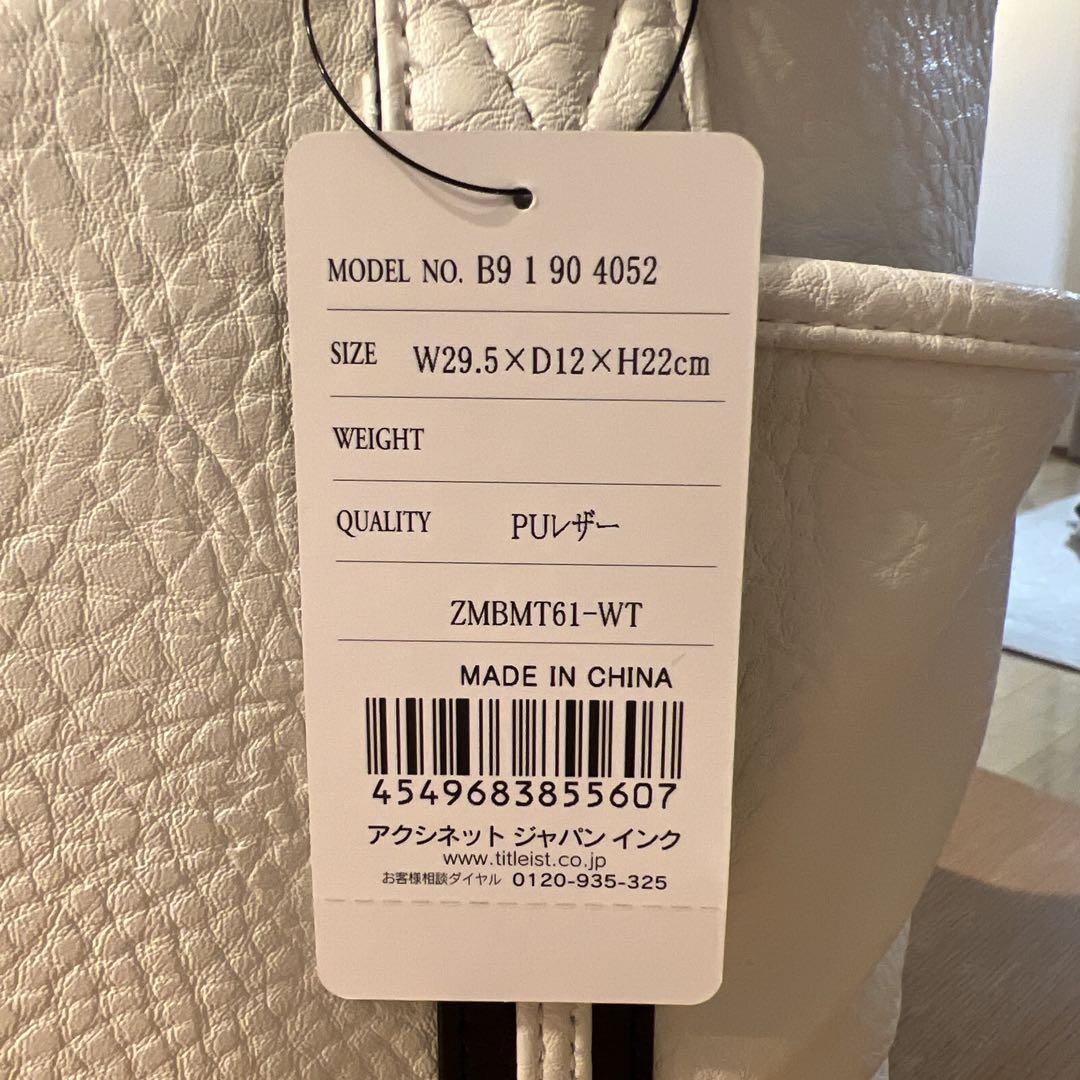 MODEL NO. B9 1 90 4052
SIZE W29.5×D12×H22cm
WEIGHT
QUALITY PUレザー
ZMBMT61-WT
MADE IN CHINA
4549683855607
アクシネット ジャパン インク
www.titleist.co.jp
お客様相談ダイヤル 0120-935-325